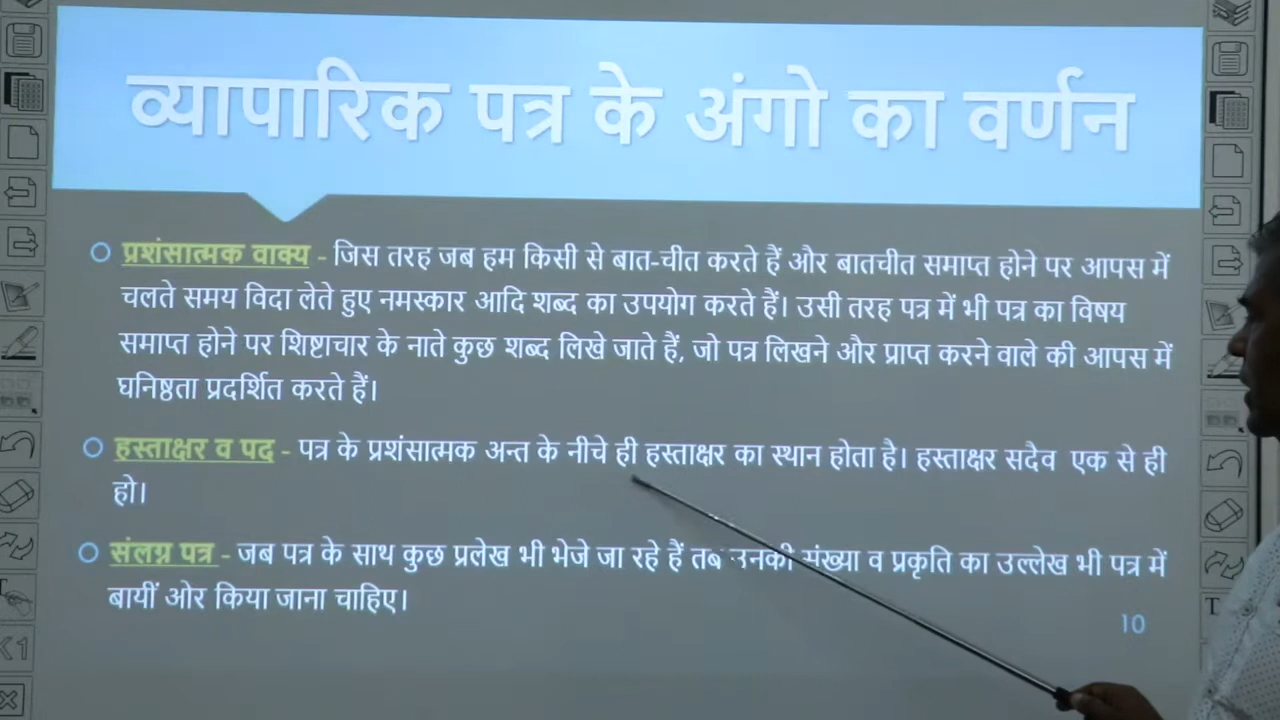 व्यापारिक पत्र के अंगो का वर्णन
प्रशंसात्मक वाक्य - जिस तरह जब हम किसी से बात-चीत करते हैं और बातचीत समाप्त होने पर आपस में
चलते समय विदा लेते हुए नमस्कार आदि शब्द का उपयोग करते हैं। उसी तरह पत्र में भी पत्र का विषय
समाप्त होने पर शिष्टाचार के नाते कुछ शब्द लिखे जाते हैं, जो पत्र लिखने और प्राप्त करने वाले की आपस में
घनिष्ठता प्रदर्शित करते हैं।
हस्ताक्षर व पद - पत्र के प्रशंसात्मक अन्त के नीचे ही हस्ताक्षर का स्थान होता है। हस्ताक्षर सदैव एक से ही
हो।
संलग्न पत्र - जब पत्र के साथ कुछ प्रलेख भी भेजे जा रहे हैं तब उनकी संख्या व प्रकृति का उल्लेख भी पत्र में
बायीं ओर किया जाना चाहिए।
10